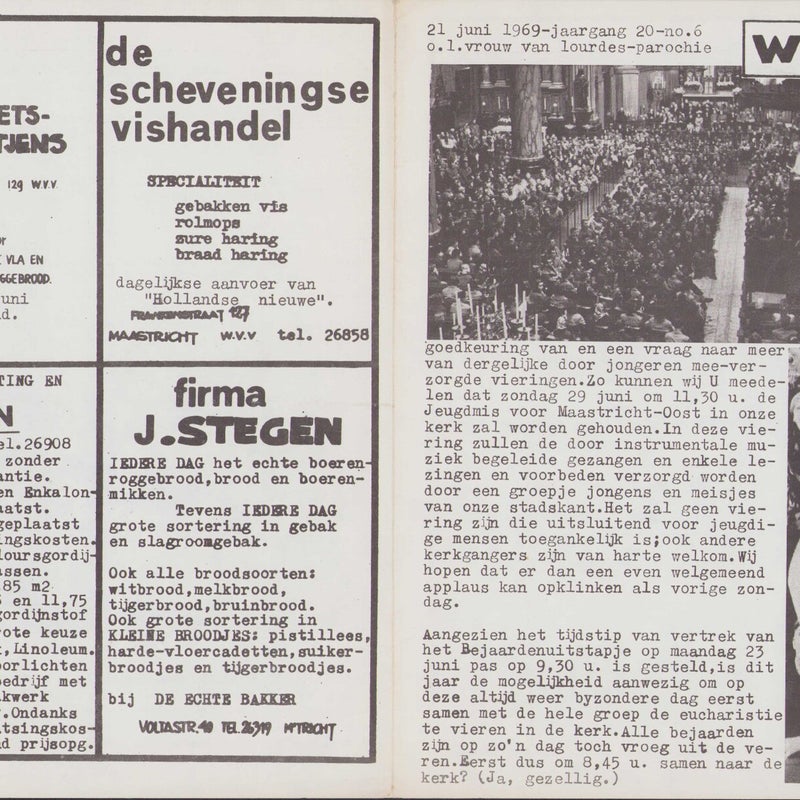 ETS-
TJENS
129 W.V.V.
VLA EN
GGEBROOD.
uni
d.
TING EN
N
el.26908
zonder
antie.
en Enkalon-
aatst.
geplaatst
ingskosten.
loursgordij-
assen.
85 m2
en 11,75
gordijnstof
rote keuze
, Linoleum.
oorlichten
edrijf met
kwerk
.Ondanks
itsingskos-
d prijsopg.
de
scheveningse
vishandel
SPECIALITEIT
gebakken vis
rolmops
zure haring
braad haring
dagelijkse aanvoer van
"Hollandse nieuwe".
FRANKENSTRAAT 127
MAASTRICHT W.V.V tel. 26858
firma
J.STEGEN
IEDERE DAG het echte boeren-
roggebrood,brood en boeren-
mikken.
Tevens IEDERE DAG
grote sortering in gebak
en slagroomgebak.
Ook alle broodsoorten:
witbrood,melkbrood,
tijgerbrood,bruinbrood.
Ook grote sortering in
KLEINE BROODJES: pistillees,
harde-vloercadetten,suiker-
broodjes en tijgerbroodjes.
bij DE ECHTE BAKKER
VOLTASTR.40 TEL.26319 M'TRICHT
21 juni 1969-jaargang 20-no.6
o.l.vrouw van lourdes-parochie
W
goedkeuring van en een vraag naar meer
van dergelijke door jongeren mee-ver-
zorgde vieringen.Zo kunnen wij U meede-
len dat zondag 29 juni om 11,30 u. de
Jeugdmis voor Maastricht-Oost in onze
kerk zal worden gehouden.In deze vie-
ring zullen de door instrumentale mu-
ziek begeleide gezangen en enkele le-
zingen en voorbeden verzorgd worden
door een groepje jongens en meisjes
van onze stadskant.Het zal geen vie-
ring zijn die uitsluitend voor jeugdi-
ge mensen toegankelijk is;ook andere
kerkgangers zijn van harte welkom.Wij
hopen dat er dan een even welgemeend
applaus kan opklinken als vorige zon-
dag.
Aangezien het tijdstip van vertrek van
het Bejaardenuitstapje op maandag 23
juni pas op 9,30 u. is gesteld,is dit
jaar de mogelijkheid aanwezig om op
deze altijd weer byzondere dag eerst
samen met de hele groep de eucharistie
te vieren in de kerk.Alle bejaarden
zijn op zo'n dag toch vroeg uit de ve-
ren.Eerst dus om 8,45 u. samen naar de
kerk? (Ja, gezellig.)